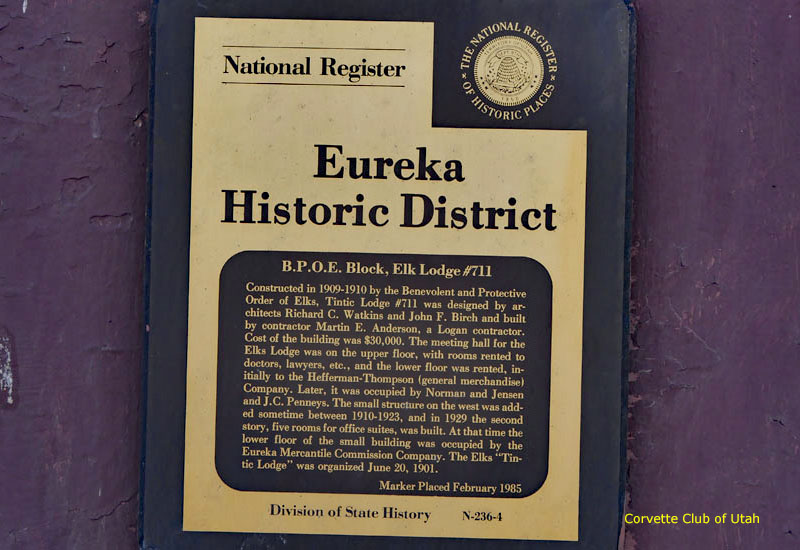 National Register
THE NATIONAL REGISTER
OF HISTORIC PLACES
Eureka
Historic District
B.P.O.E. Block, Elk Lodge #711
Constructed in 1909-1910 by the Benevolent and Protective
Order of Elks, Tintic Lodge #711 was designed by ar-
chitects Richard C. Watkins and John F. Birch and built
by contractor Martin E. Anderson, a Logan contractor.
Cost of the building was $30,000. The meeting hall for the
Elks Lodge was on the upper floor, with rooms rented to
doctors, lawyers, etc., and the lower floor was rented, in-
itially to the Hefferman-Thompson (general merchandise)
Company. Later, it was occupied by Norman and Jensen
and J.C. Penneys. The small structure on the west was add-
ed sometime between 1910-1923, and in 1929 the second
story, five rooms for office suites, was built. At that time the
lower floor of the small building was occupied by the
Eureka Mercantile Commission Company. The Elks "Tin-
tic Lodge" was organized June 20, 1901.
Marker Placed February 1985
Division of State History N-236-4
Corvette Club of Utah